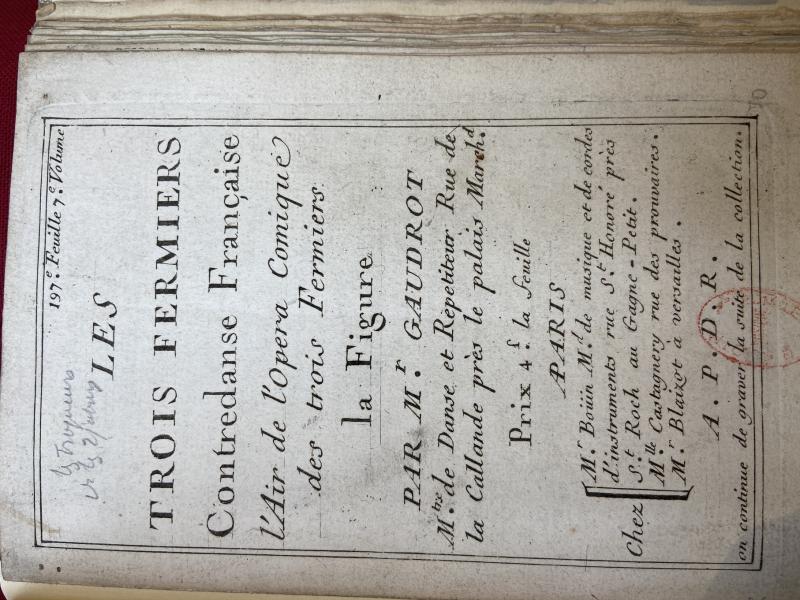 197.e Feuille 7.e Volume
LES
TROIS FERMIERS
Contredanse Française
l'Air de l'Opera Comique
des trois Fermiers
la Figure
PAR M.r GAUDROT
M.tre de Danse et Répetiteur Rue de
la Callande près le palais March.d
Prix 4 f. la feuille
PARIS
Chez
M.r Boüin M.d de musique et de cordes
d'instruments rue S.t Honoré près
S.t Roch au Gagne-Petit.
M.lle Castagnery rue des prouvaires.
M.r Blaizot à versailles.
A. P. D. R.
on continue de graver la suite de la collection.